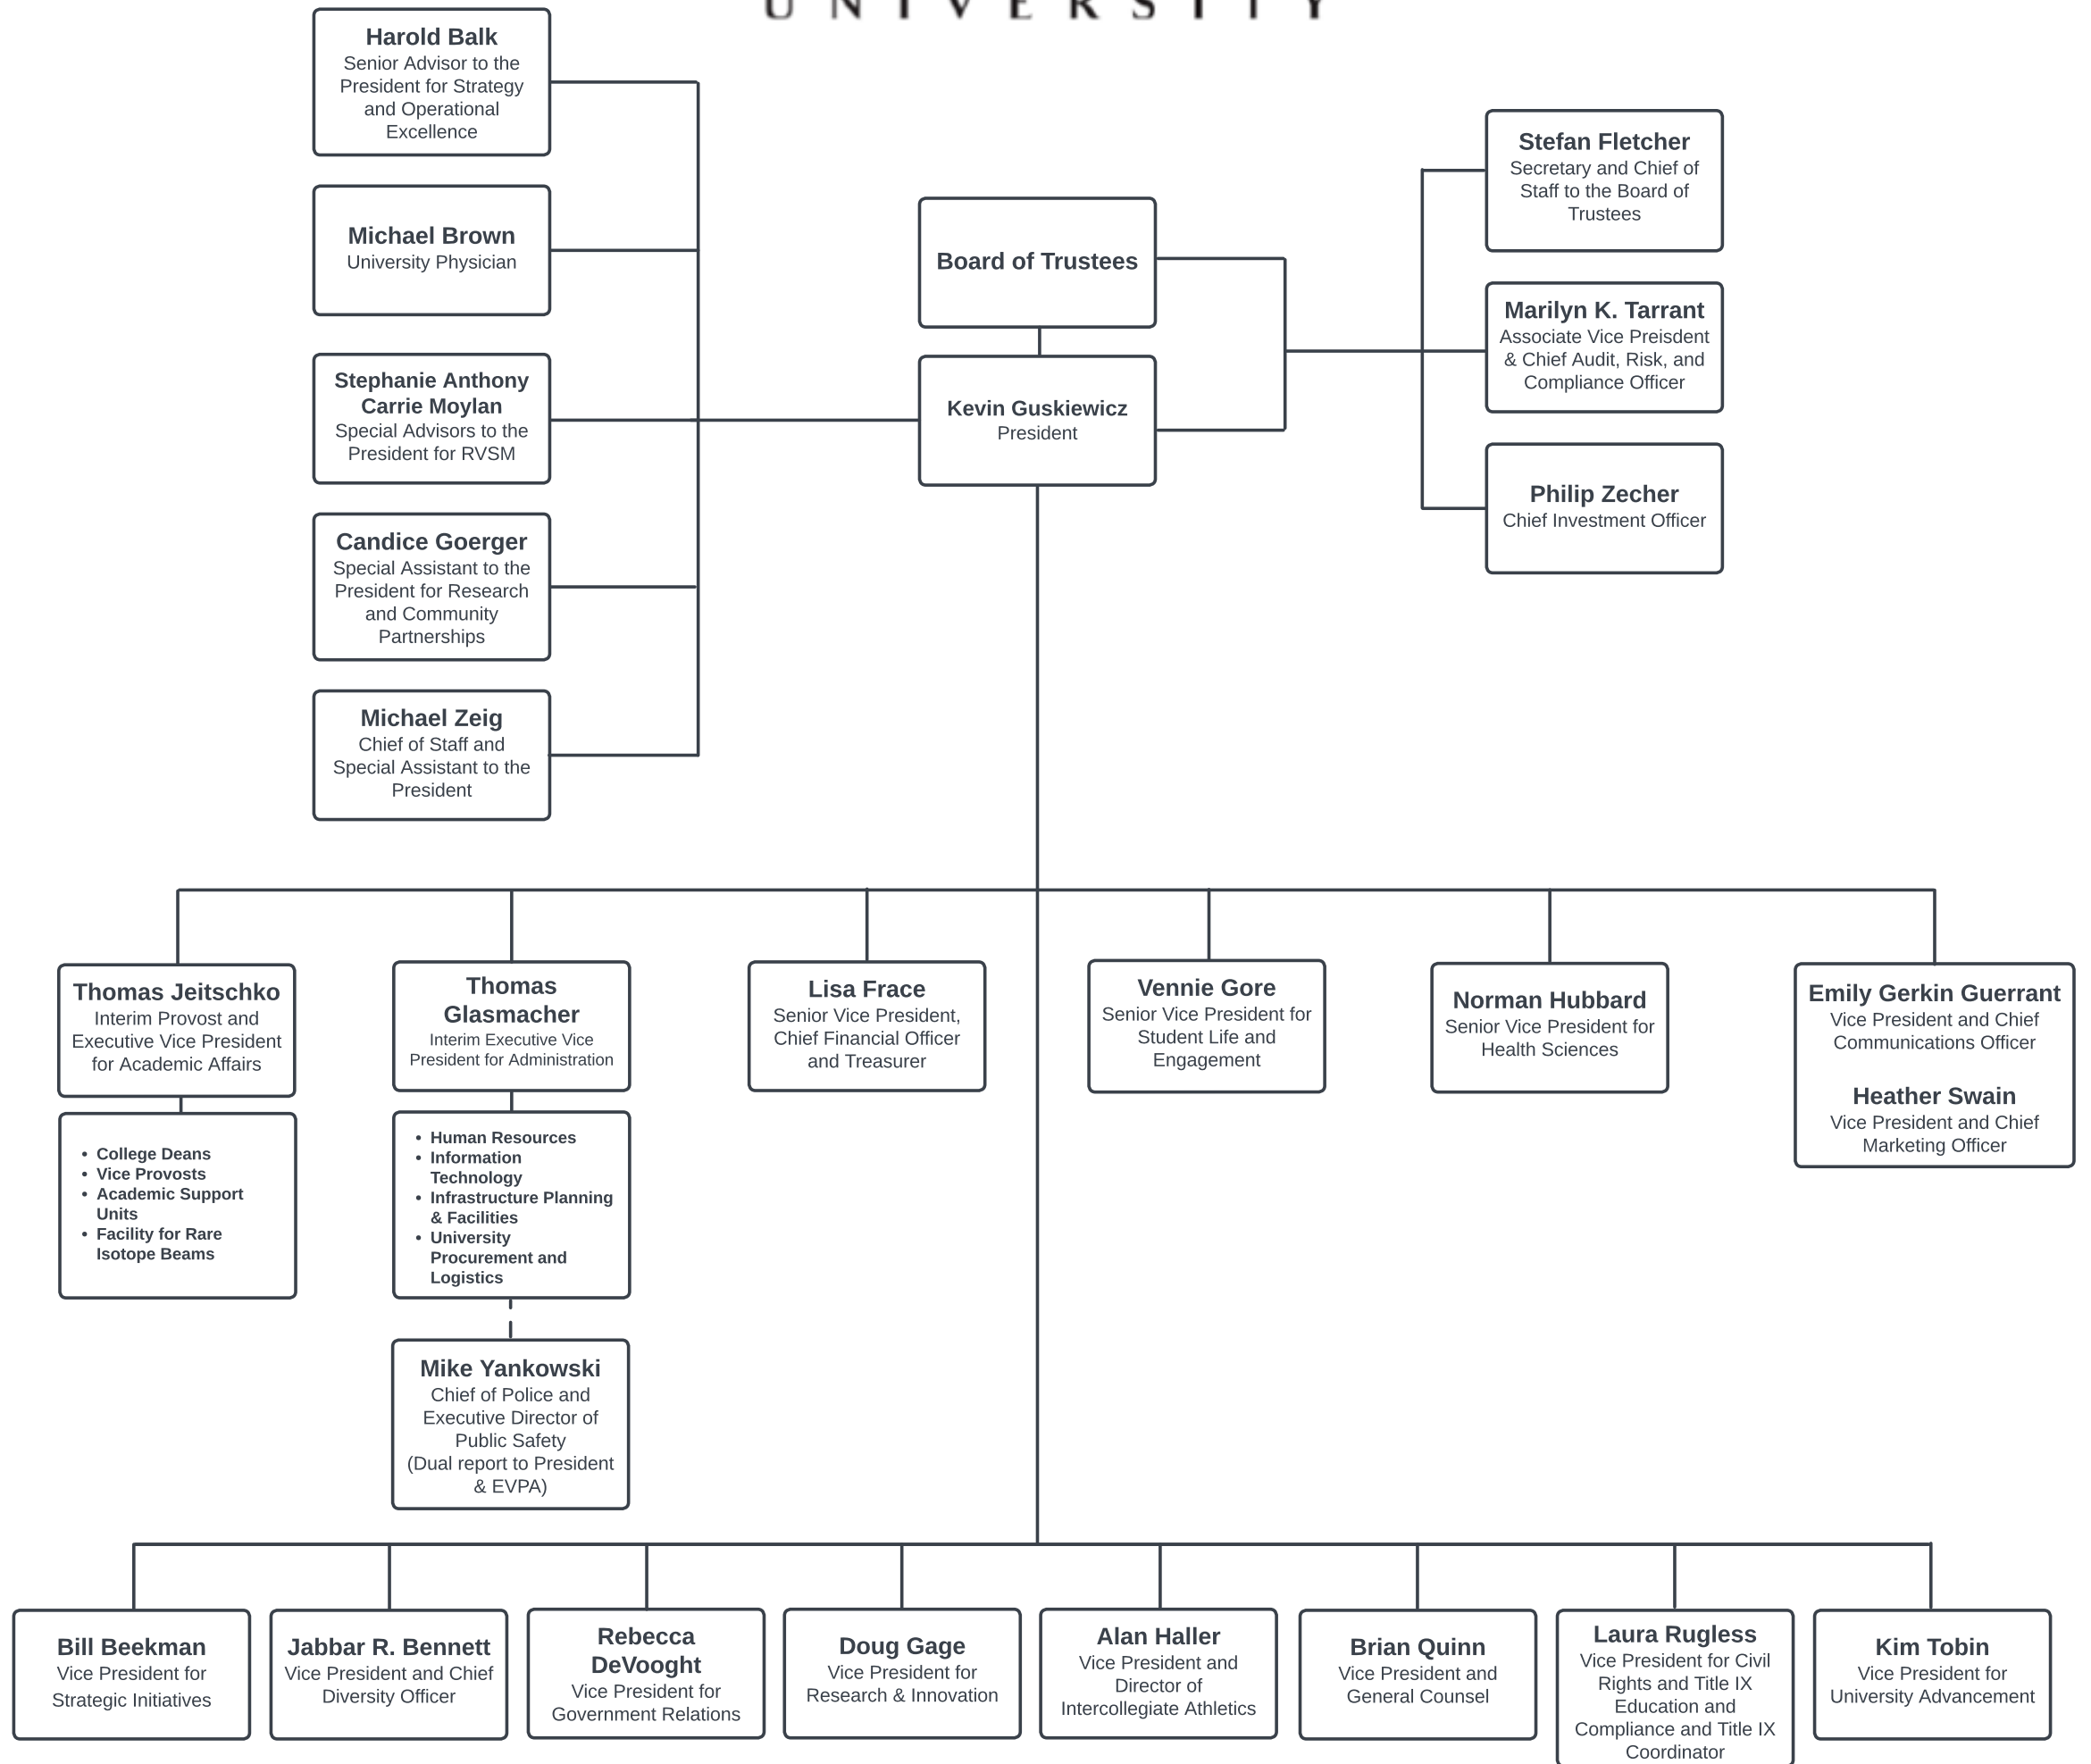 UNIVERSITY
Harold Balk
Senior Advisor to the
President for Strategy
and Operational
Excellence
Michael Brown
University Physician
Stephanie Anthony
Carrie Moylan
Special Advisors to the
President for RVSM
Candice Goerger
Special Assistant to the
President for Research
and Community
Partnerships
Michael Zeig
Chief of Staff and
Special Assistant to the
President
Board of Trustees
Kevin Guskiewicz
President
Stefan Fletcher
Secretary and Chief of
Staff to the Board of
Trustees
Marilyn K. Tarrant
Associate Vice Preisdent
& Chief Audit, Risk, and
Compliance Officer
Philip Zecher
Chief Investment Officer
Thomas Jeitschko
Interim Provost and
Executive Vice President
for Academic Affairs
• College Deans
• Vice Provosts
• Academic Support
Units
• Facility for Rare
Isotope Beams
Thomas
Glasmacher
Interim Executive Vice
President for Administration
• Human Resources
• Information
Technology
• Infrastructure Planning
& Facilities
• University
Procurement and
Logistics
Mike Yankowski
Chief of Police and
Executive Director of
Public Safety
(Dual report to President
& EVPA)
Lisa Frace
Senior Vice President,
Chief Financial Officer
and Treasurer
Vennie Gore
Senior Vice President for
Student Life and
Engagement
Norman Hubbard
Senior Vice President for
Health Sciences
Emily Gerkin Guerrant
Vice President and Chief
Communications Officer
Heather Swain
Vice President and Chief
Marketing Officer
Bill Beekman
Vice President for
Strategic Initiatives
Jabbar R. Bennett
Vice President and Chief
Diversity Officer
Rebecca
DeVooght
Vice President for
Government Relations
Doug Gage
Vice President for
Research & Innovation
Alan Haller
Vice President and
Director of
Intercollegiate Athletics
Brian Quinn
Vice President and
General Counsel
Laura Rugless
Vice President for Civil
Rights and Title IX
Education and
Compliance and Title IX
Coordinator
Kim Tobin
Vice President for
University Advancement